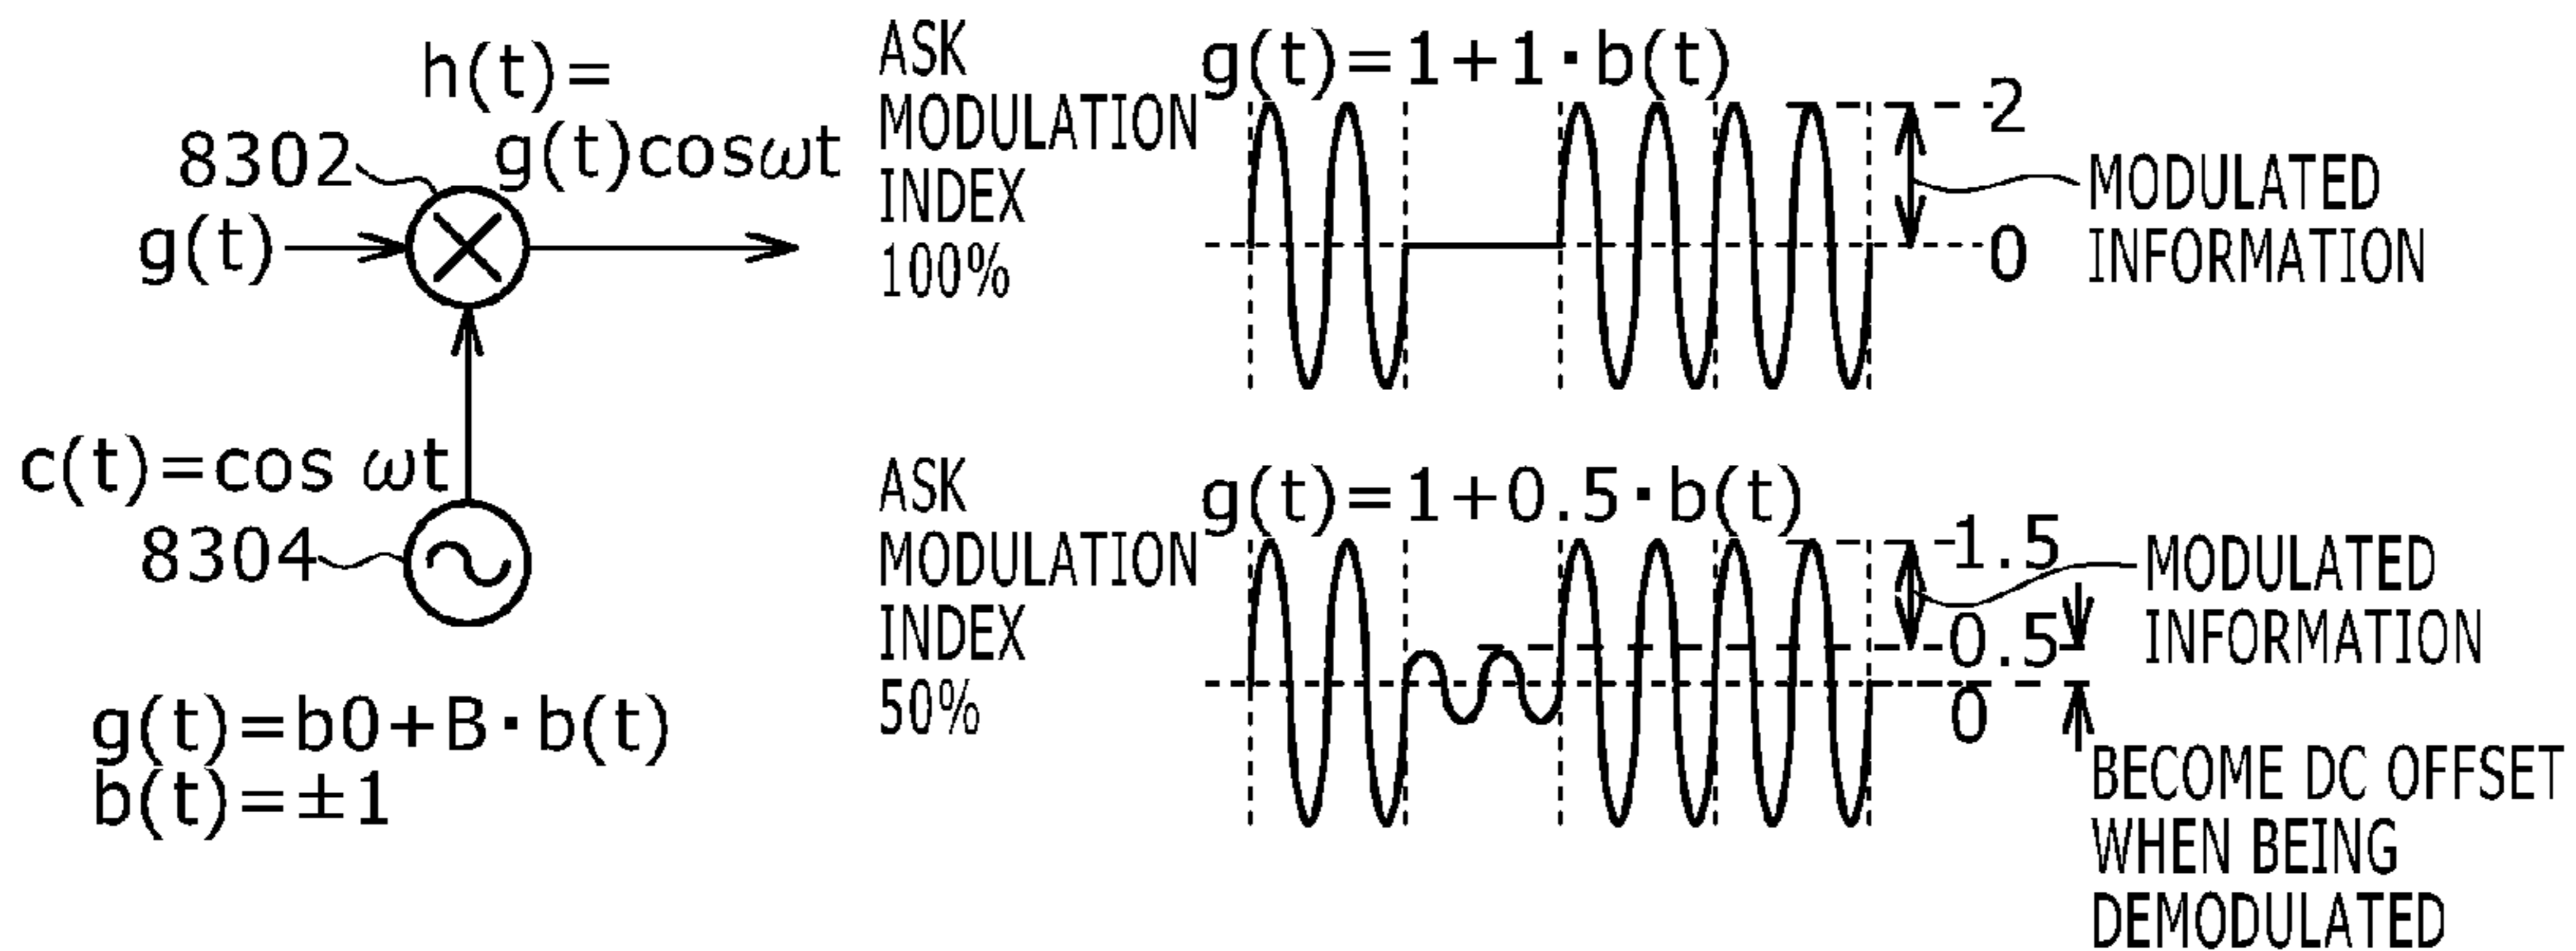 h(t)=
g(t)cosωt
8302
g(t)
c(t)=cos ωt
8304
g(t)=b0+B·b(t)
b(t)=±1
ASK
MODULATION
INDEX
100%
g(t)=1+1·b(t)
2
0
MODULATED
INFORMATION
ASK
MODULATION
INDEX
50%
g(t)=1+0.5·b(t)
1.5
0.5
0
MODULATED
INFORMATION
BECOME DC OFFSET
WHEN BEING
DEMODULATED